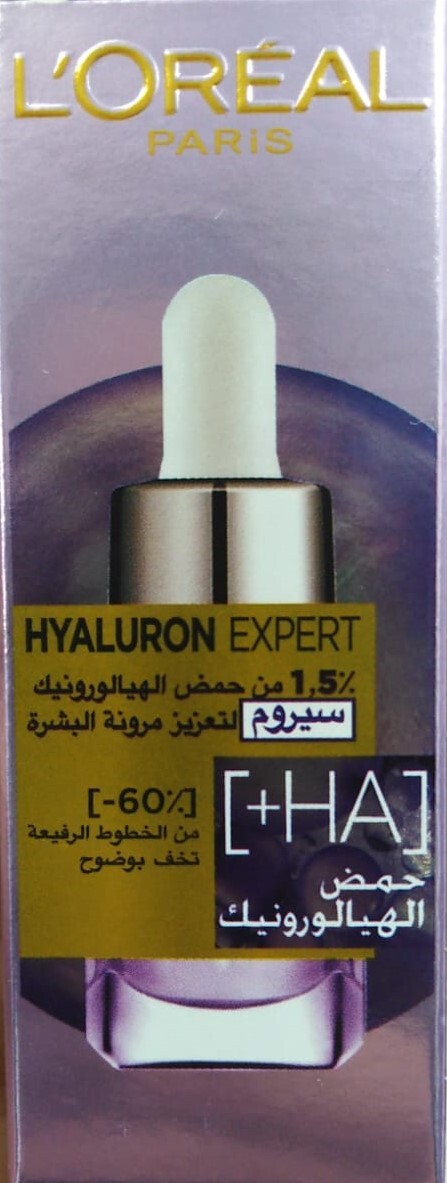 L'ORÉAL
PARiS
HYALURON EXPERT
1,5٪ من حمض الهيالورونيك
سيروم لتعزيز مرونة البشرة
[-60٪]
من الخطوط الرفيعة
تخف بوضوح
[+HA]
حمض
الهيالورونيك